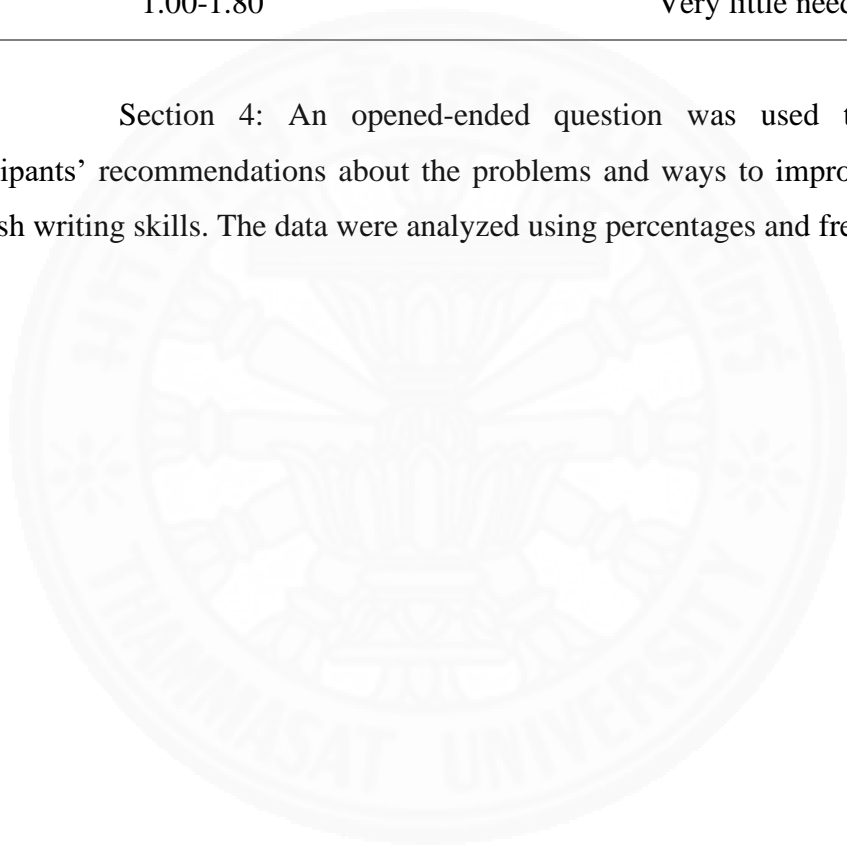 1.00-1.80 Very little need
Section 4: An opened-ended question was used t
ipants’ recommendations about the problems and ways to impro
sh writing skills. The data were analyzed using percentages and fre
THAMMASAT UNIVERSITY